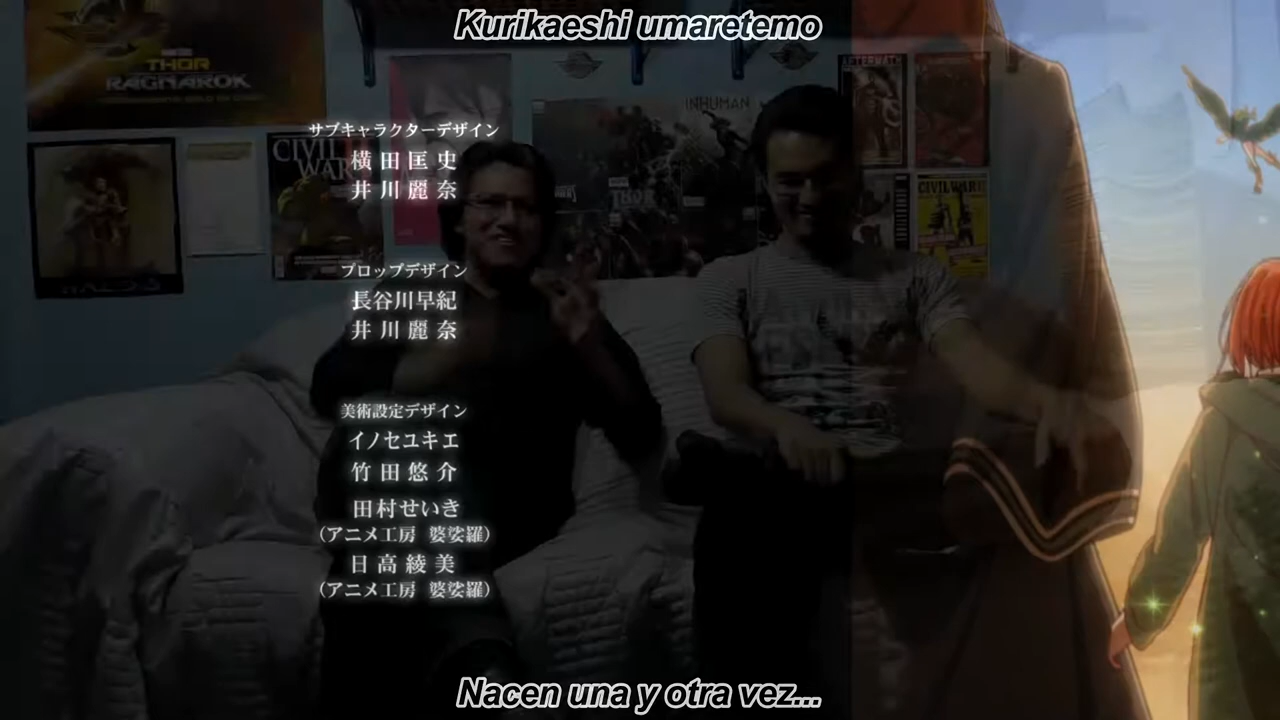 Kurikaeshi umaretemo
THOR
RAGNAROK
AFTERMATH
INHUMAN
サブキャラクターデザイン
横田匡史
井川麗奈
CIVIL
WAR
CIVIL WAR
THOR
プロップデザイン
長谷川早紀
井川麗奈
美術設定デザイン
イノセユキエ
竹田悠介
田村せいき
(アニメ工房 婆娑羅)
日高綾美
(アニメ工房 婆娑羅)
Nacen una y otra vez...